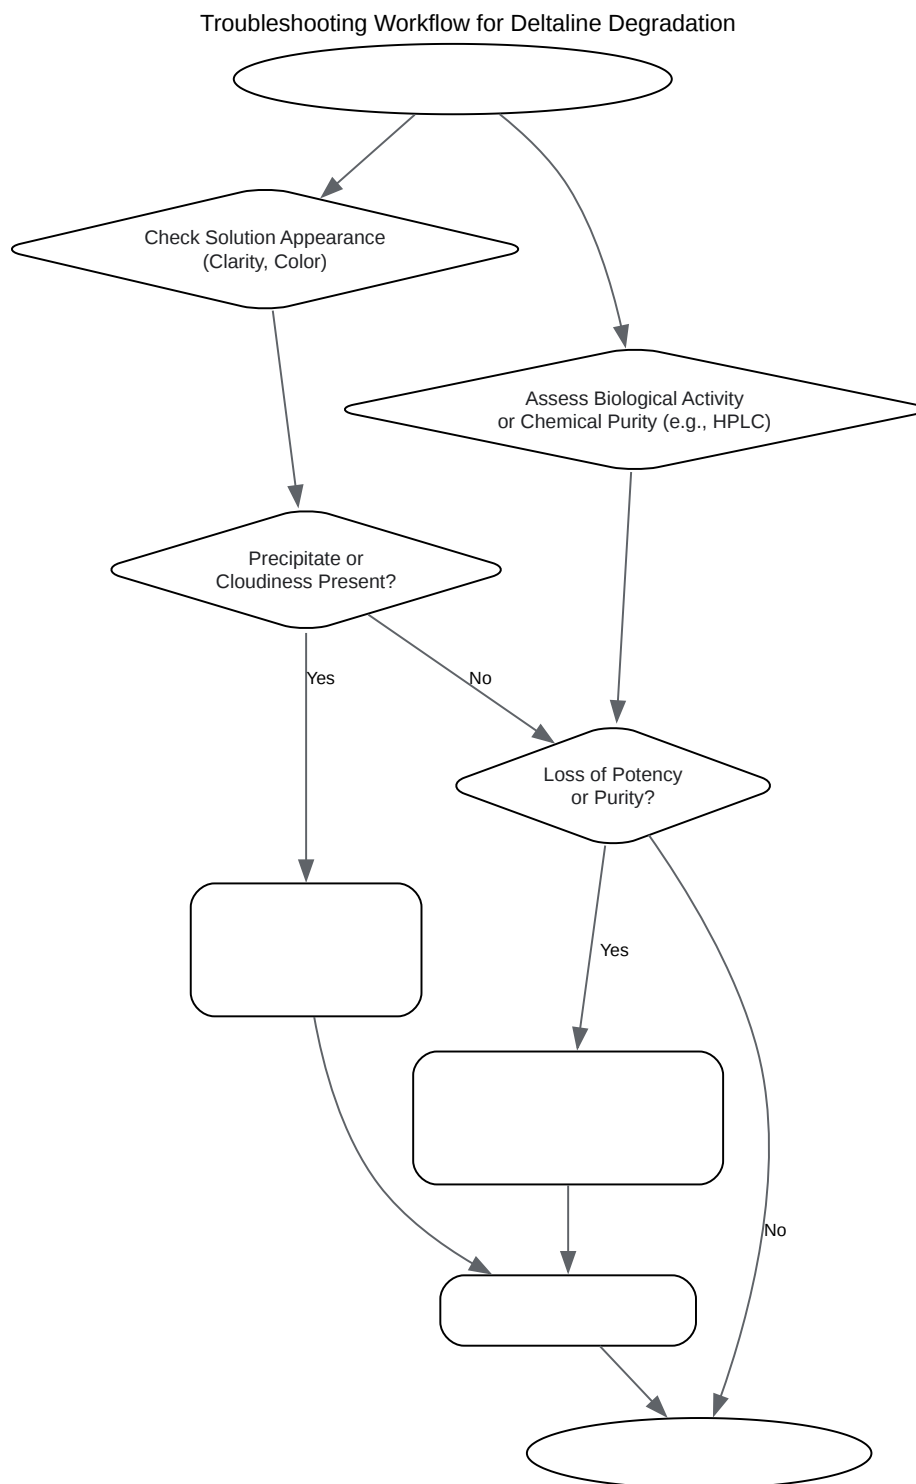 Troubleshooting Workflow for Deltaline Degradation
Check Solution Appearance
(Clarity, Color)
Assess Biological Activity
or Chemical Purity (e.g., HPLC)
Precipitate or
Cloudiness Present?
Yes
No
Loss of Potency
or Purity?
Yes
No